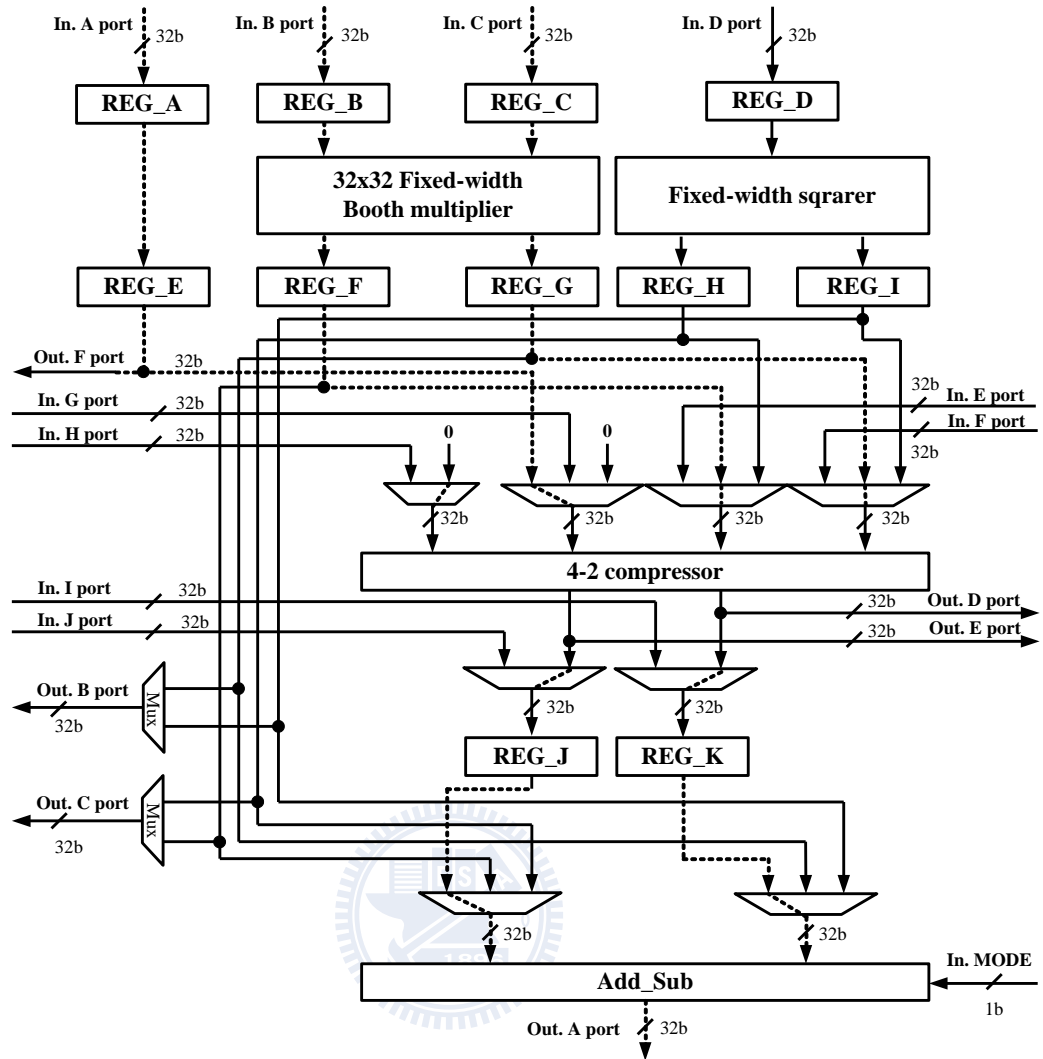 In. A port
32b
In. B port
32b
In. C port
32b
In. D port
32b
REG_A
REG_B
REG_C
REG_D
32x32 Fixed-width
Booth multiplier
Fixed-width sqrarer
REG_E
REG_F
REG_G
REG_H
REG_I
Out. F port
32b
In. G port
32b
In. H port
32b
32b
In. E port
In. F port
32b
0
0
32b
32b
32b
32b
4-2 compressor
In. I port
32b
In. J port
32b
32b
Out. D port
32b
Out. E port
Out. B port
32b
Mux
32b
32b
REG_J
REG_K
Out. C port
32b
Mux
32b
32b
Add_Sub
In. MODE
1b
Out. A port
32b